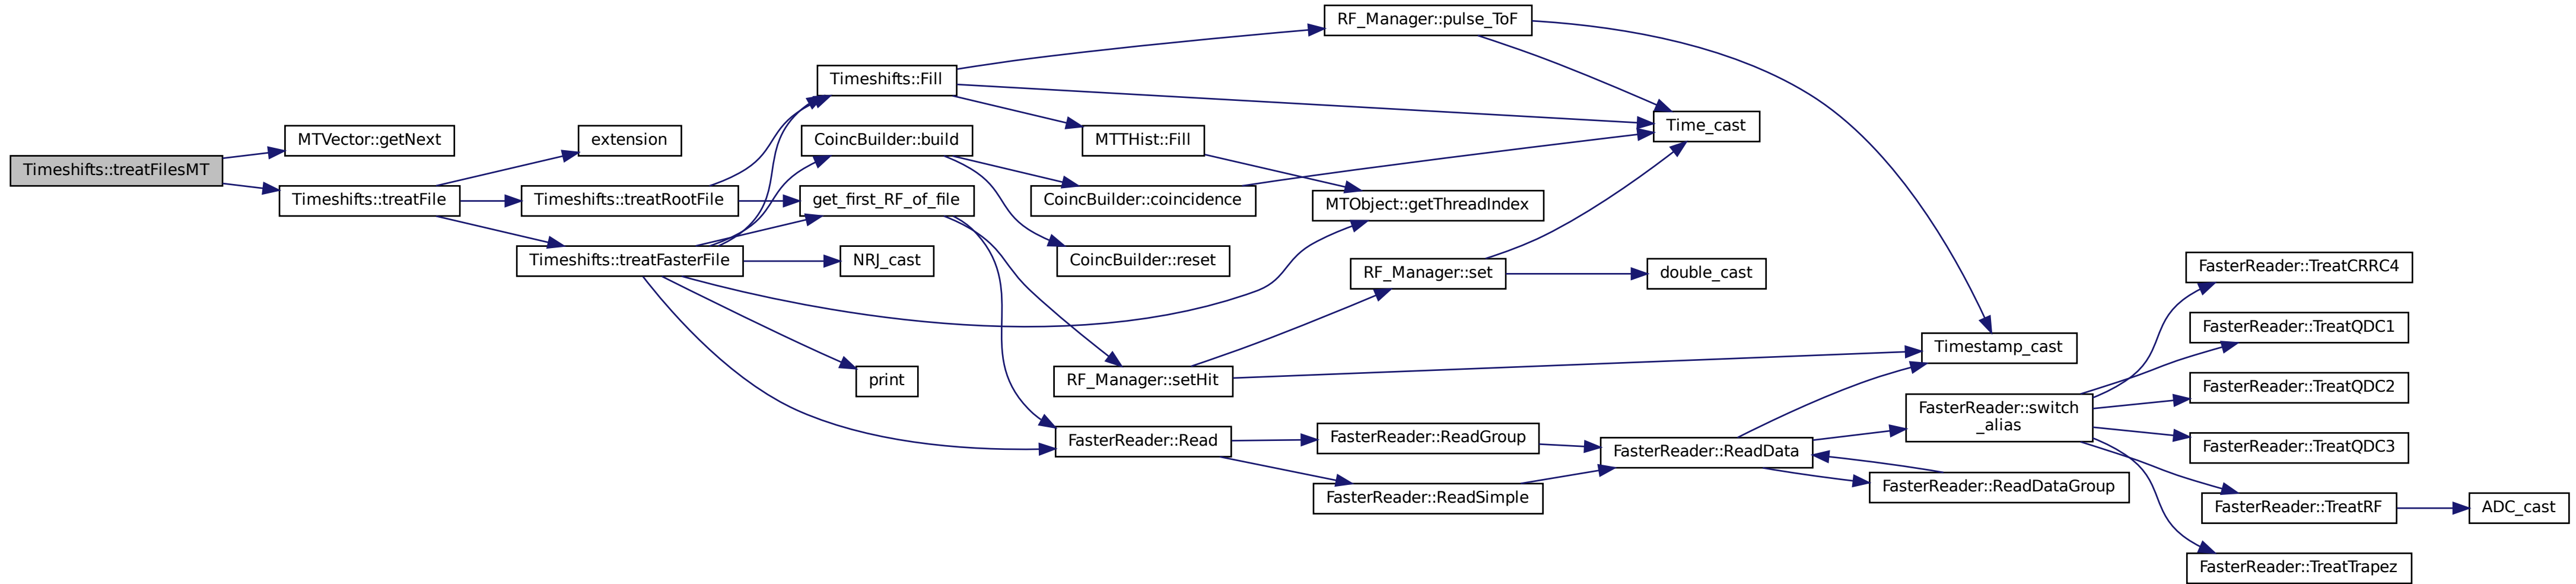 Timeshifts::treatFilesMT
MTVector::getNext
Timeshifts::treatFile
extension
Timeshifts::treatRootFile
Timeshifts::treatFasterFile
Timeshifts::Fill
CoincBuilder::build
get_first_RF_of_file
NRJ_cast
print
RF_Manager::pulse_ToF
MTTHist::Fill
CoincBuilder::coincidence
CoincBuilder::reset
RF_Manager::setHit
FasterReader::Read
MTObject::getThreadIndex
RF_Manager::set
FasterReader::ReadGroup
FasterReader::ReadSimple
Time_cast
double_cast
FasterReader::ReadData
Timestamp_cast
FasterReader::switch
_alias
FasterReader::ReadDataGroup
FasterReader::TreatCRRC4
FasterReader::TreatQDC1
FasterReader::TreatQDC2
FasterReader::TreatQDC3
FasterReader::TreatRF
FasterReader::TreatTrapez
ADC_cast